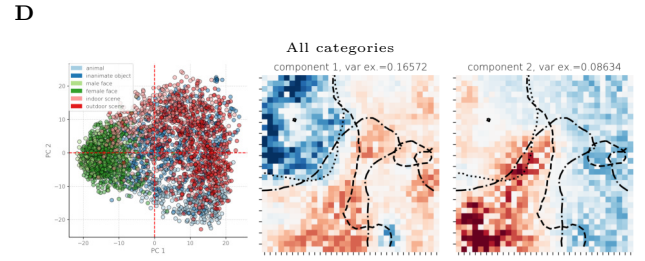 D
All categories
component 1, var ex.=0.16572
component 2, var ex.=0.08634
animal
inanimate object
male face
female face
indoor scene
outdoor scene
20
10
0
−10
−20
PC 2
−20
−10
0
10
20
PC 1